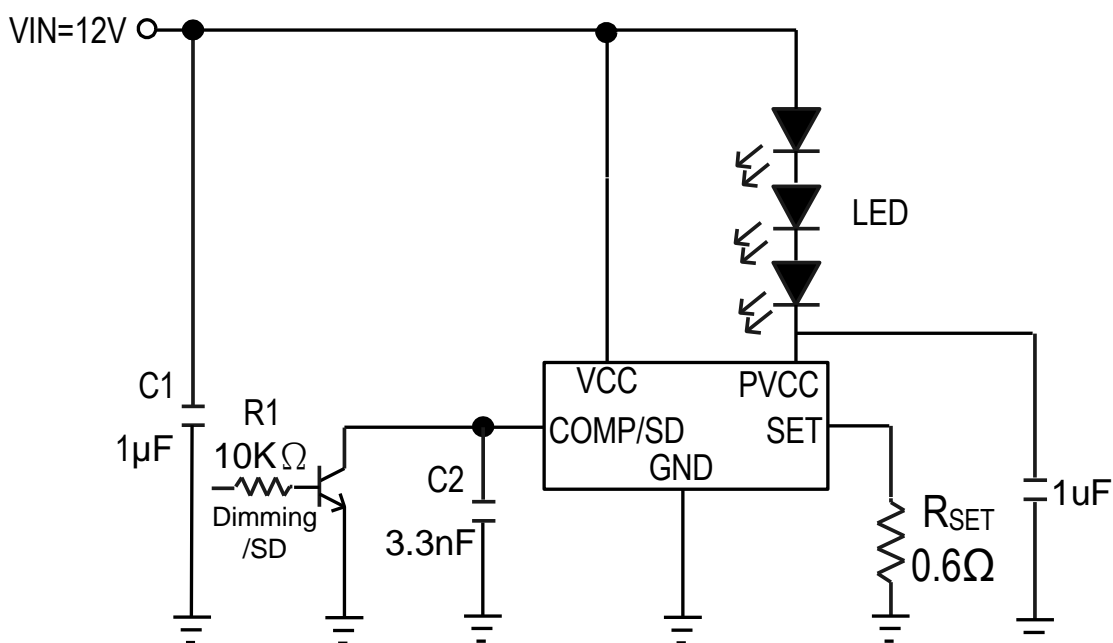 VIN=12V
LED
VCC
PVCC
C1
1µF
R1
10KΩ
Dimming
/SD
COMP/SD
SET
GND
C2
3.3nF
RSET
0.6Ω
1uF